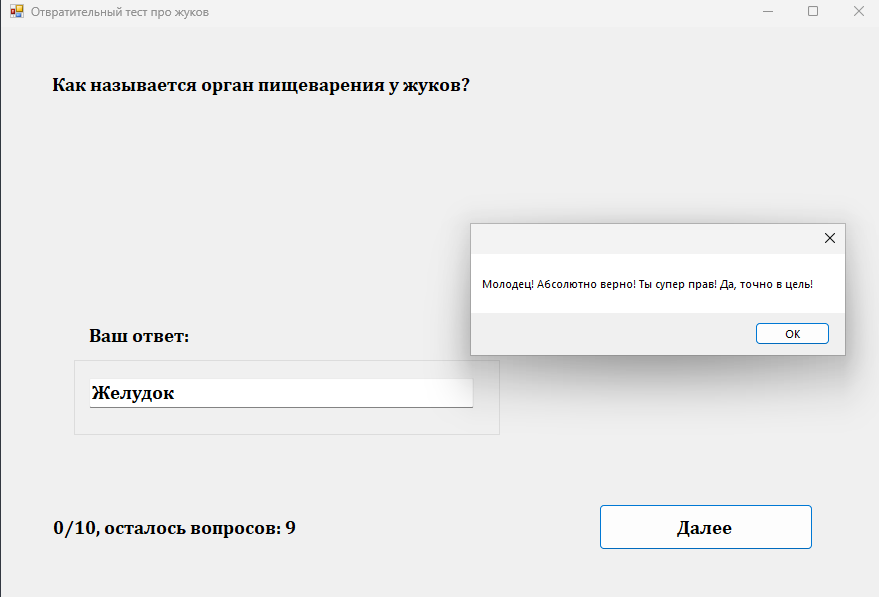 Отвратительный тест про жуков
Как называется орган пищеварения у жуков?
Молодец! Абсолютно верно! Ты супер прав! Да, точно в цель!
OK
Ваш ответ:
Желудок
0/10, осталось вопросов: 9
Далее